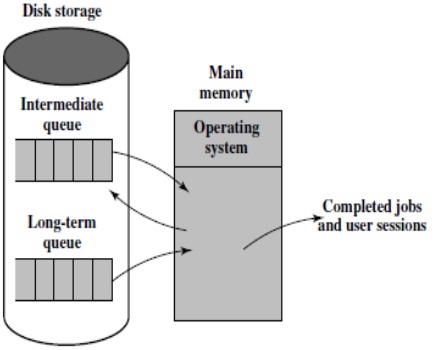 Disk storage
Intermediate
queue
Long-term
queue
Main
memory
Operating
system
Completed jobs
and user sessions